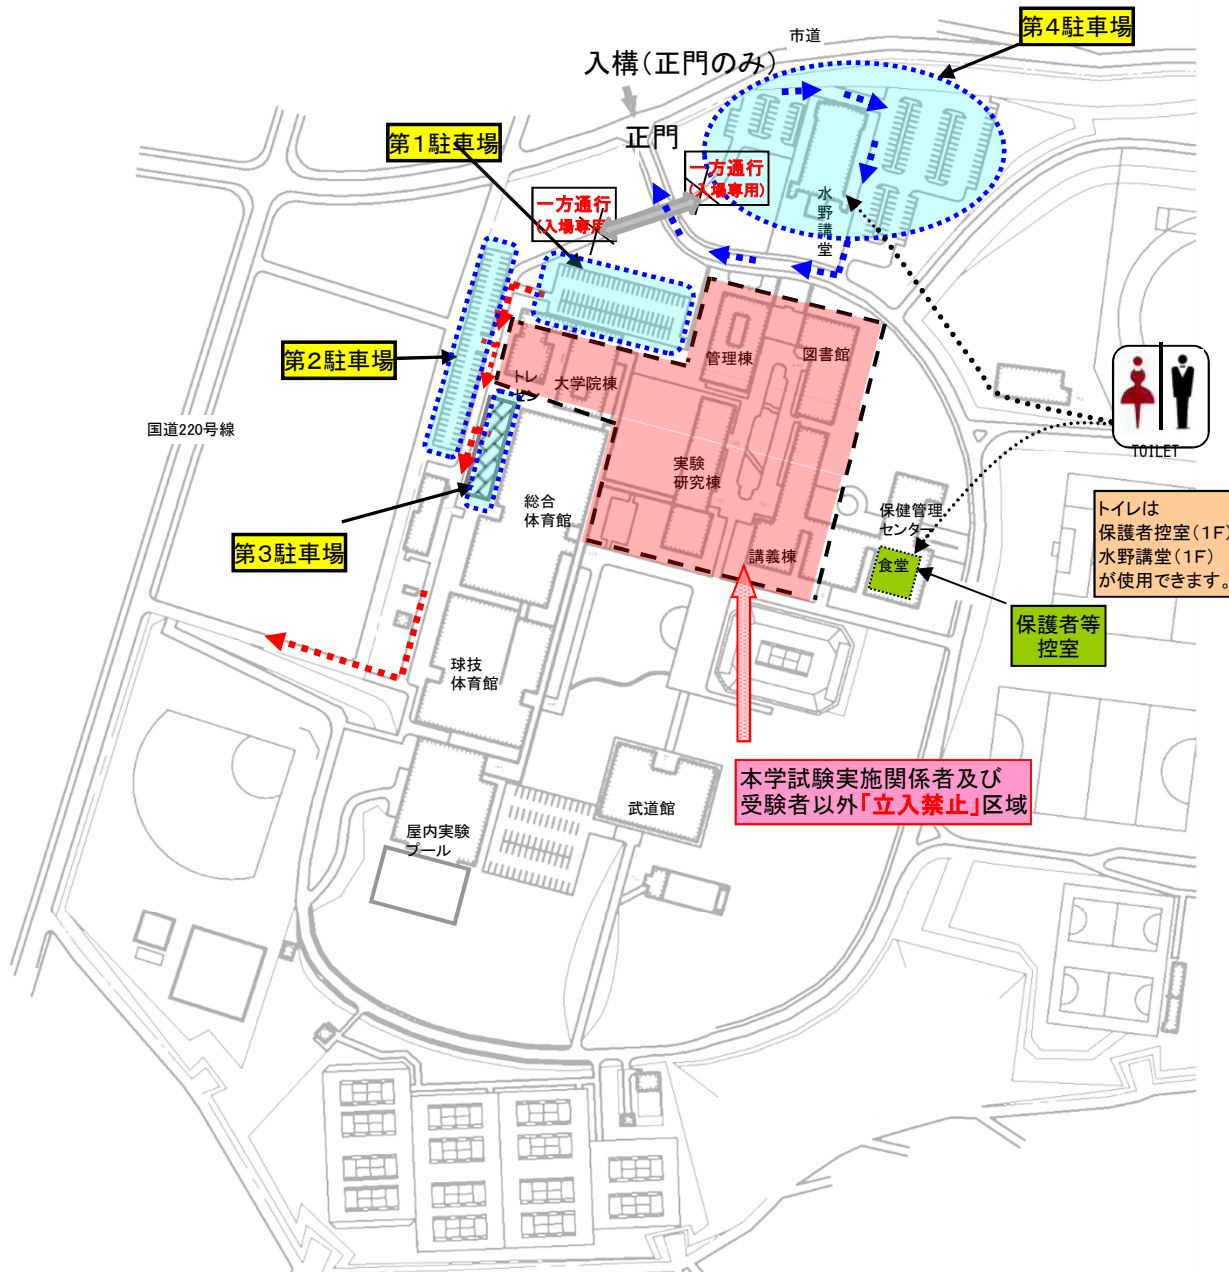 市道
第4駐車場
入構(正門のみ)
正門
第1駐車場
一方通行
(入場専用)
一方通行
(入場専用)
水野講堂
第2駐車場
管理棟
図書館
トレセン
大学院棟
国道220号線
TOILET
実験
研究棟
総合
体育館
保健管理
センター
トイレは
保護者控室(1F)
水野講堂(1F)
が使用できます。
第3駐車場
講義棟
食堂
保護者等
控室
球技
体育館
本学試験実施関係者及び
受験者以外「立入禁止」区域
武道館
屋内実験
プール